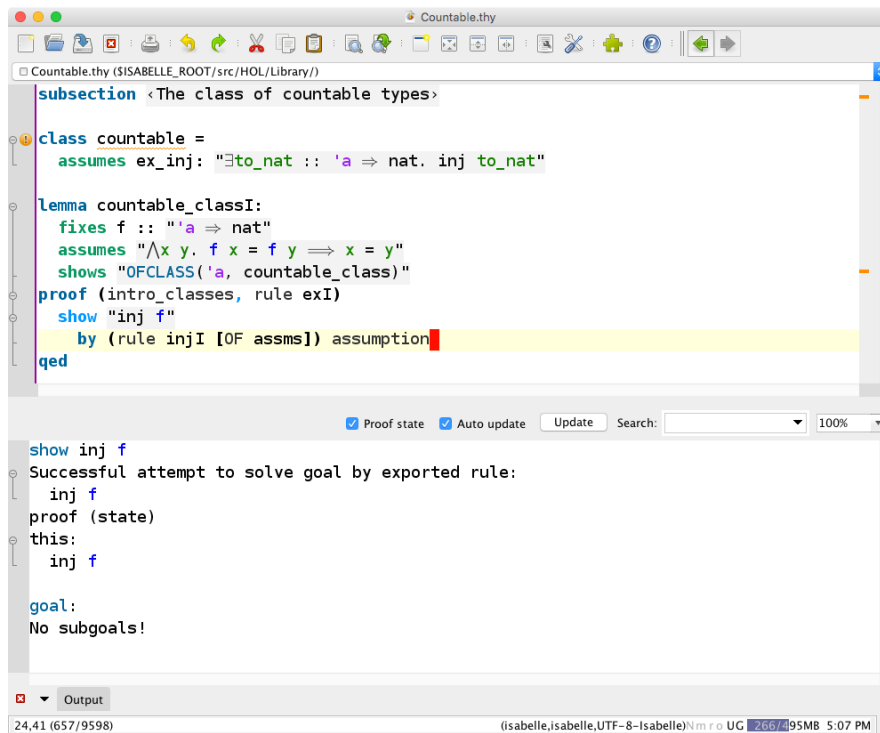 Countable.thy
Countable.thy ($ISABELLE_ROOT/src/HOL/Library/)
subsection ‹The class of countable types›
class countable =
assumes ex_inj: "∃to_nat :: 'a ⇒ nat. inj to_nat"
lemma countable_classI:
fixes f :: "'a ⇒ nat"
assumes "⋀x y. f x = f y ⟹ x = y"
shows "OFCLASS('a, countable_class)"
proof (intro_classes, rule exI)
show "inj f"
by (rule injI [OF assms]) assumption
qed
Proof state Auto update Update Search: 100%
show inj f
Successful attempt to solve goal by exported rule:
inj f
proof (state)
this:
inj f
goal:
No subgoals!
Output
24,41 (657/9598) (isabelle,isabelle,UTF-8-Isabelle)N m r o UG 266/495MB 5:07 PM